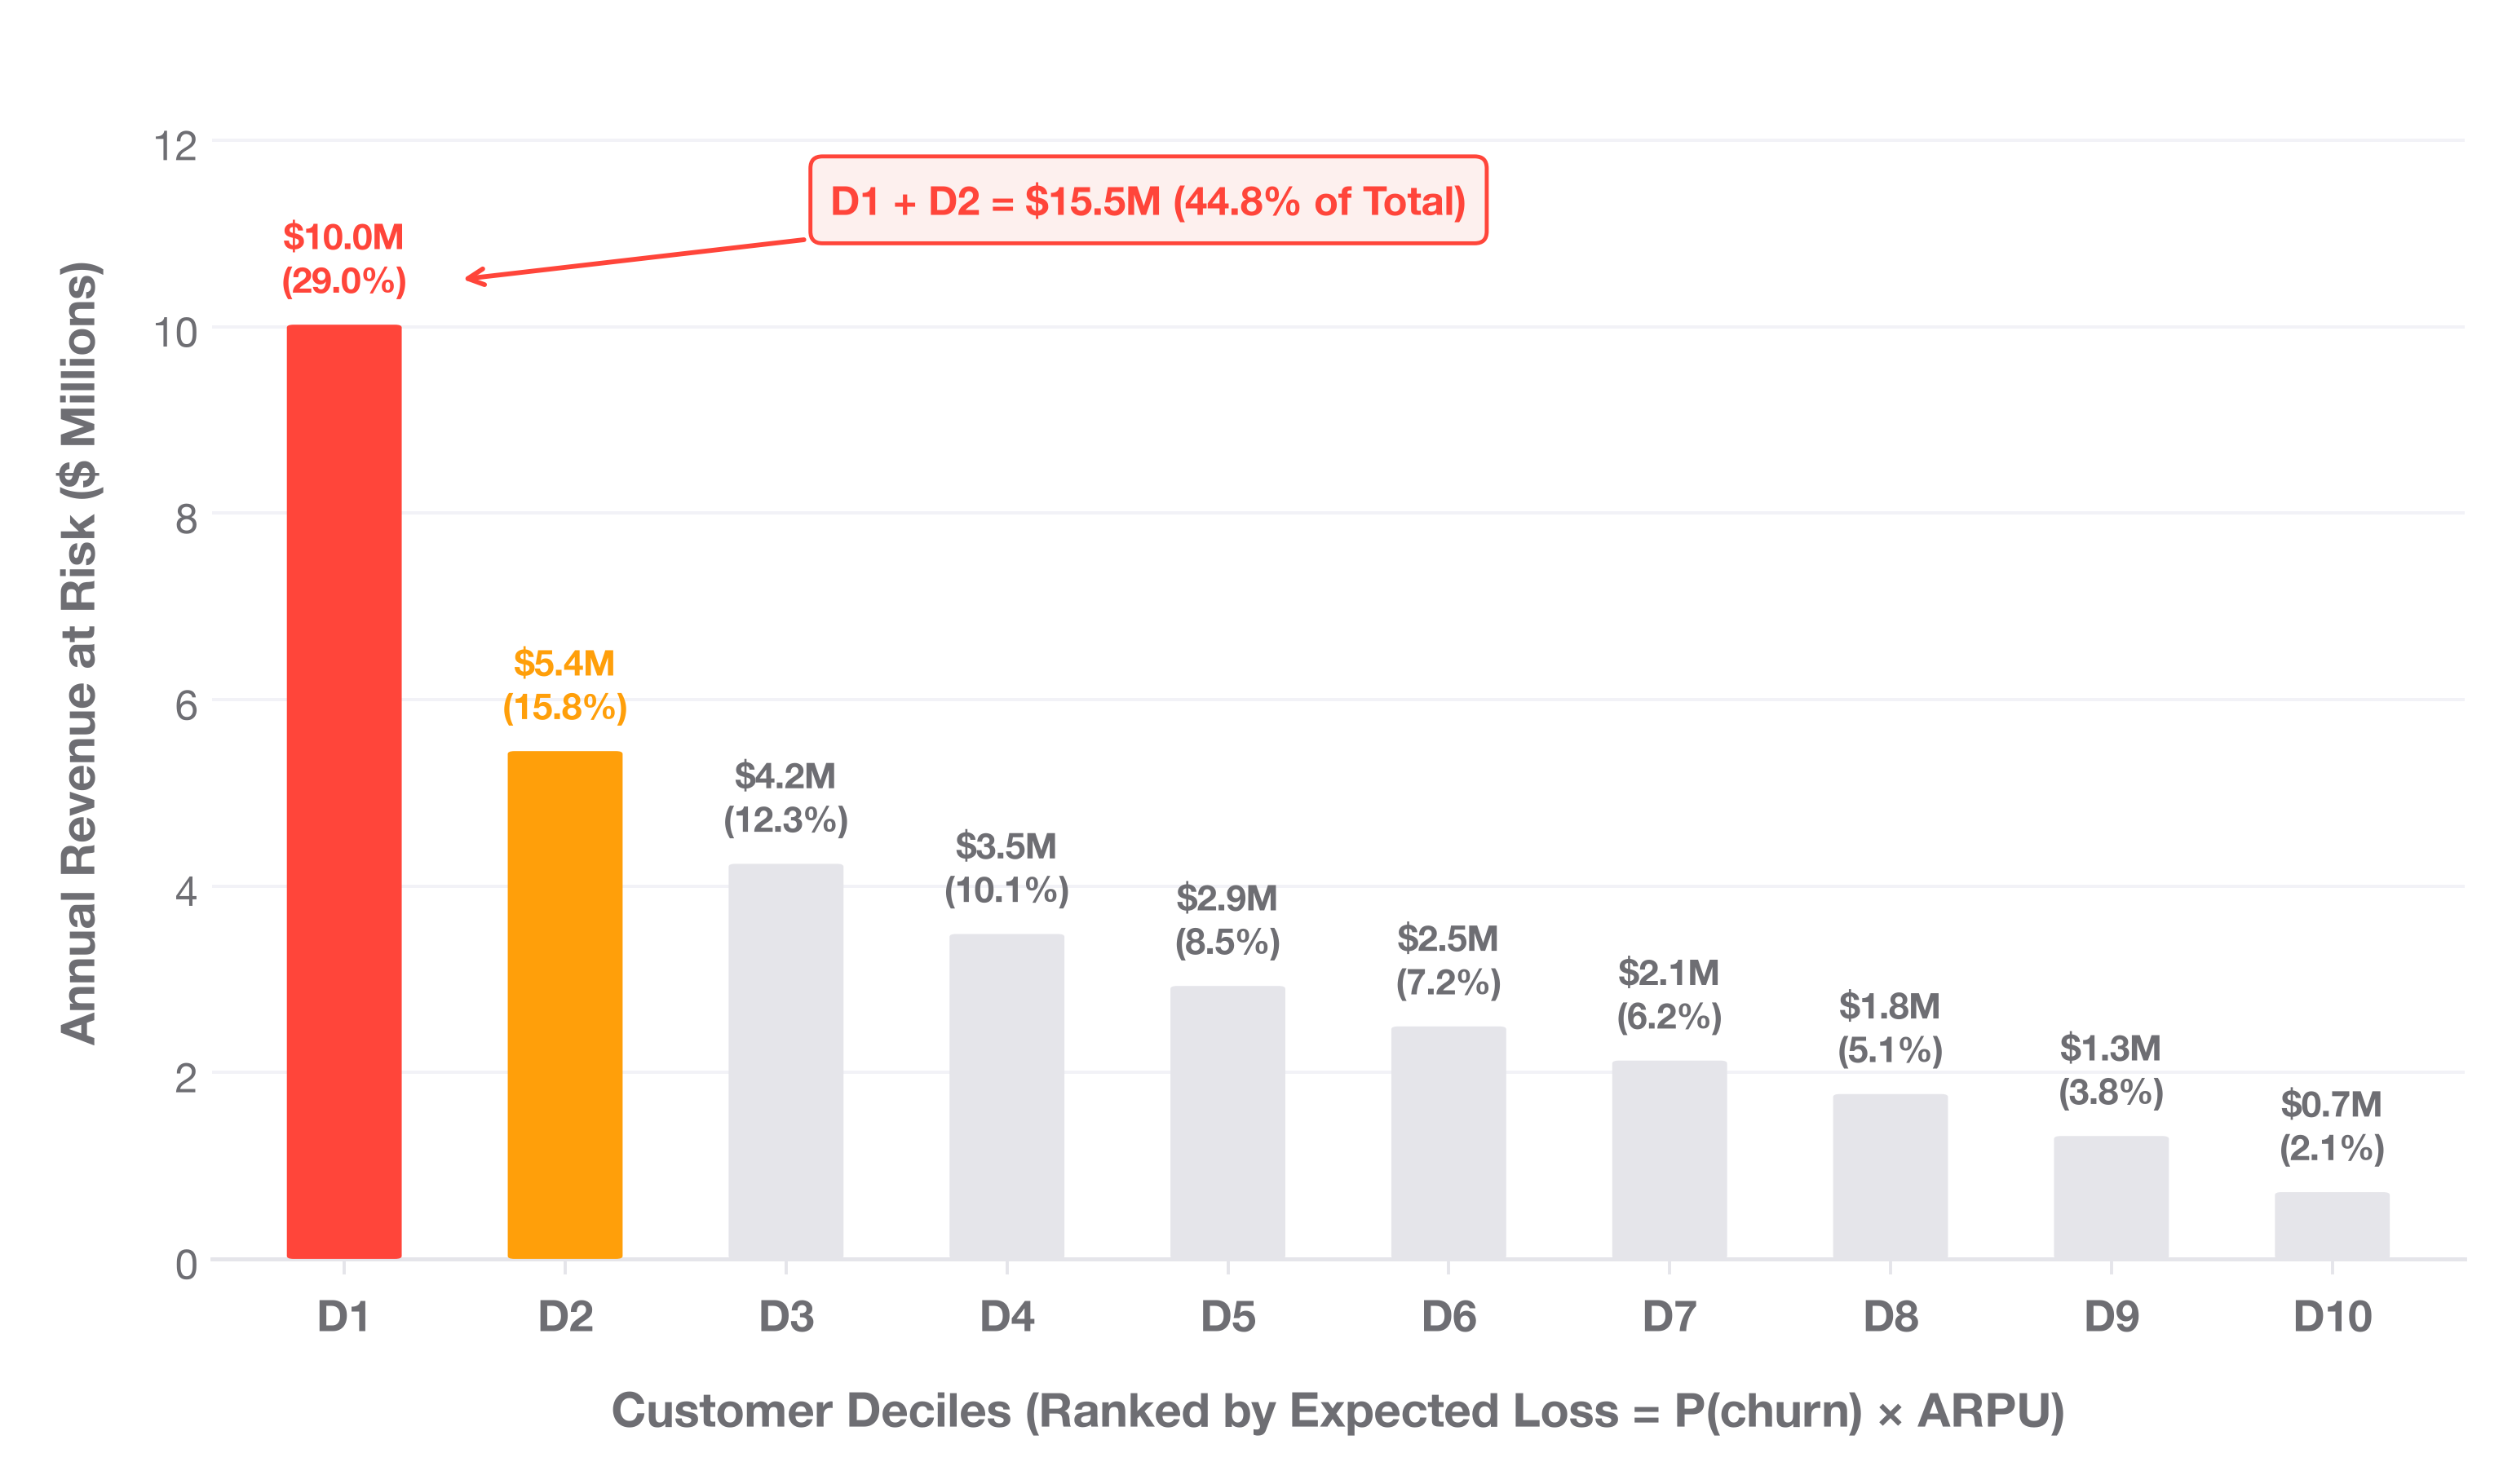 12
10
8
6
4
2
0
Annual Revenue at Risk ($ Millions)
D1 + D2 = $15.5M (44.8% of Total)
$10.0M
(29.0%)
$5.4M
(15.8%)
$4.2M
(12.3%)
$3.5M
(10.1%)
$2.9M
(8.5%)
$2.5M
(7.2%)
$2.1M
(6.2%)
$1.8M
(5.1%)
$1.3M
(3.8%)
$0.7M
(2.1%)
D1 D2 D3 D4 D5 D6 D7 D8 D9 D10
Customer Deciles (Ranked by Expected Loss = P(churn) × ARPU)